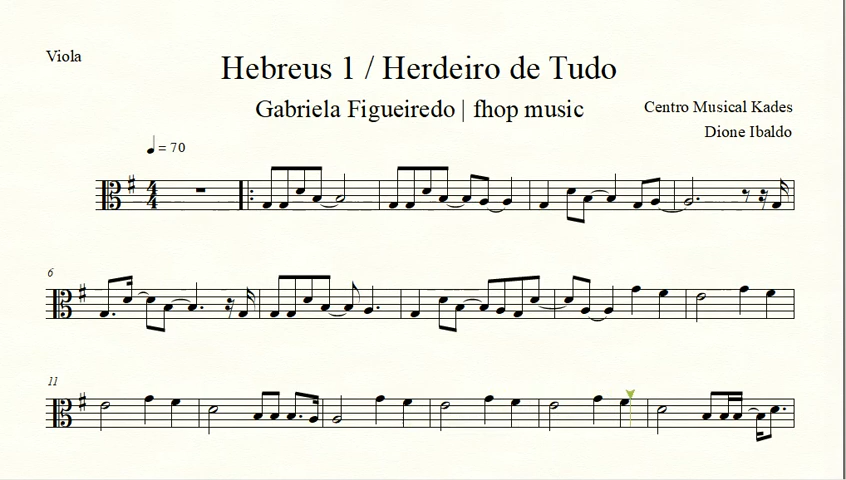 Viola
Hebreus 1 / Herdeiro de Tudo
Gabriela Figueiredo | fhop music
Centro Musical Kades
Dione Ibaldo
♩ = 70
4
4
6
11